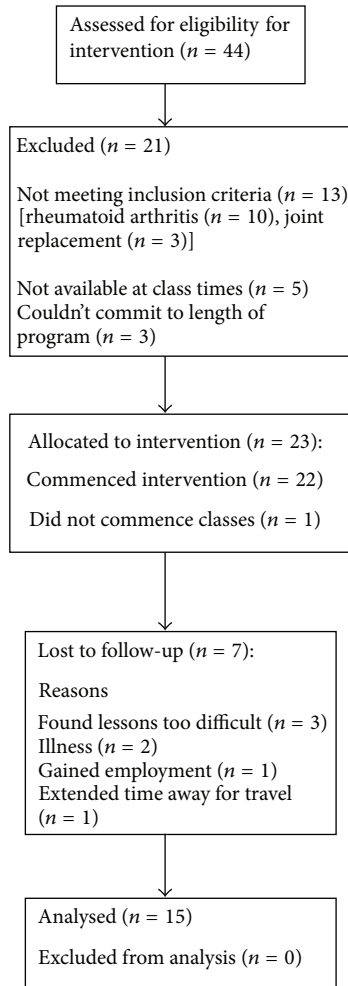 Assessed for eligibility for
intervention (n = 44)
Excluded (n = 21)
Not meeting inclusion criteria (n = 13)
[rheumatoid arthritis (n = 10), joint
replacement (n = 3)]
Not available at class times (n = 5)
Couldn't commit to length of
program (n = 3)
Allocated to intervention (n = 23):
Commenced intervention (n = 22)
Did not commence classes (n = 1)
Lost to follow-up (n = 7):
Reasons
Found lessons too difficult (n = 3)
Illness (n = 2)
Gained employment (n = 1)
Extended time away for travel
(n = 1)
Analysed (n = 15)
Excluded from analysis (n = 0)